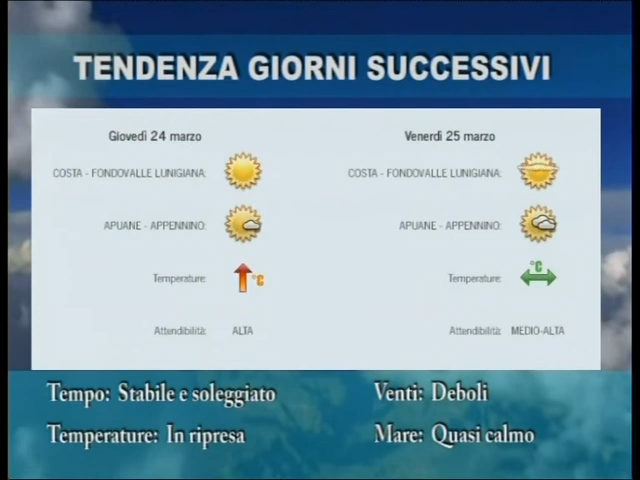 TENDENZA GIORNI SUCCESSIVI
Giovedì 24 marzo
COSTA - FONDOVALLE LUNIGIANA:
APUANE - APPENNINO:
Temperature: °C
Attendibilità: ALTA
Venerdì 25 marzo
COSTA - FONDOVALLE LUNIGIANA:
APUANE - APPENNINO:
Temperature: °C
Attendibilità: MEDIO-ALTA
Tempo: Stabile e soleggiato
Temperature: In ripresa
Venti: Deboli
Mare: Quasi calmo